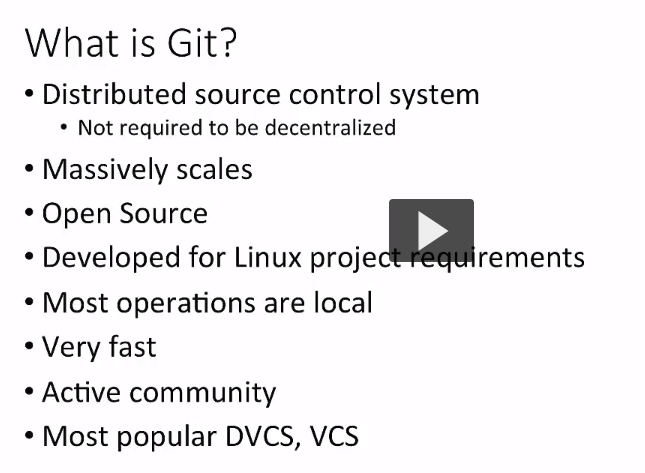 What is Git?
• Distributed source control system
• Not required to be decentralized
• Massively scales
• Open Source
• Developed for Linux project requirements
• Most operations are local
• Very fast
• Active community
• Most popular DVCS, VCS